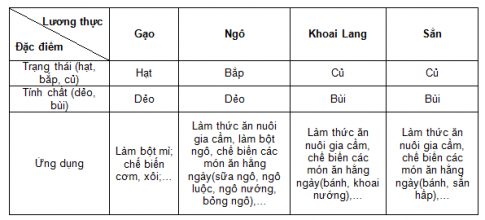 Lương thực
Đặc điểm
Gạo
Ngô
Khoai Lang
Sắn
Trạng thái (hạt,
bắp, củ)
Hạt
Bắp
Củ
Củ
Tính chất (dẻo,
bùi)
Dẻo
Dẻo
Bùi
Bùi
Ứng dụng
Làm bột mì;
chế biến
cơm, xôi;...
Làm thức ăn nuôi
gia cầm, làm bột
ngô, chế biến các
món ăn hằng
ngày(sữa ngô, ngô
luộc, ngô nướng,
bỏng ngô),...
Làm thức ăn
nuôi gia cầm,
chế biến các
món ăn hằng
ngày(bánh, khoai
nướng),...
Làm thức ăn
nuôi gia cầm,
chế biến các
món ăn hằng
ngày(bánh, sắn
hấp),...